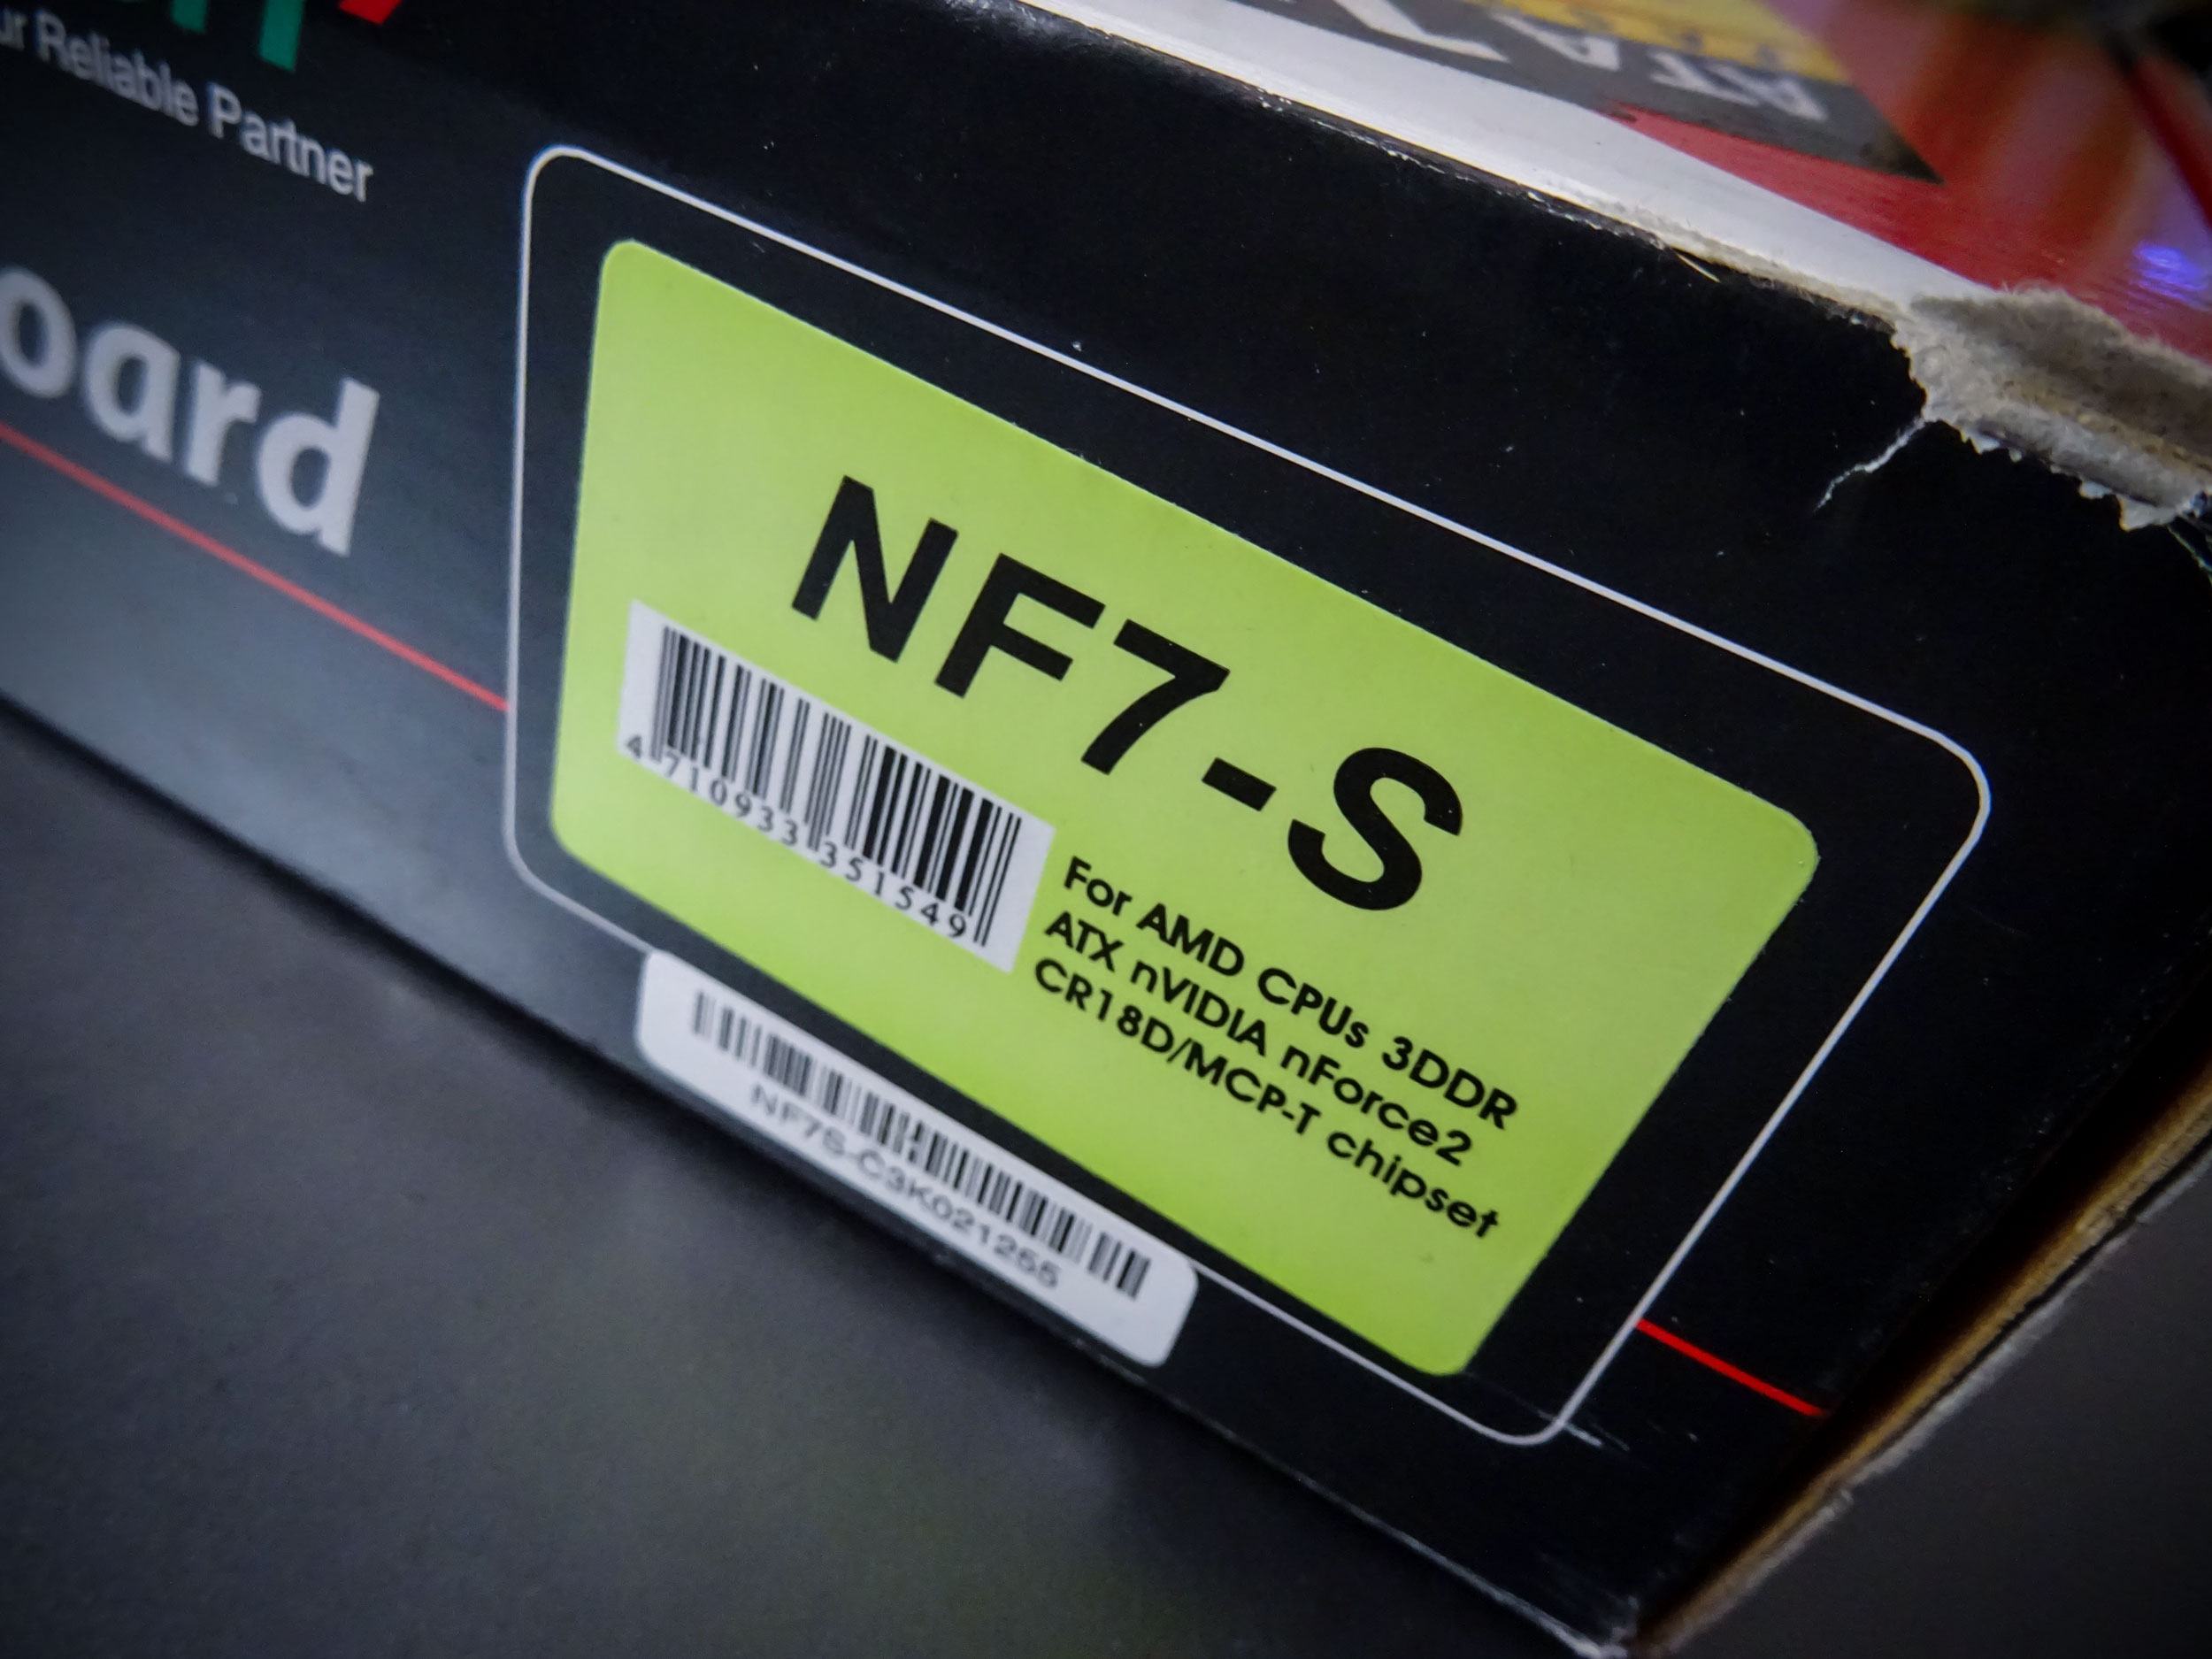 Reliable Partner
oard
NF7-S
4 710933 351549
For AMD CPUs 3DDR
ATX nVIDIA nForce2
CR18D/MCP-T chipset
NF7S-C3K021255